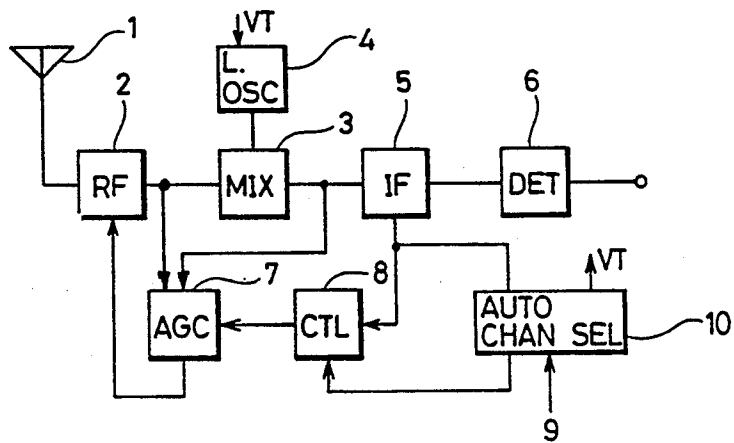 1
VT
4
L.
OSC
2
3
5
6
RF
MIX
IF
DET
7
8
VT
AGC
CTL
AUTO
CHAN SEL
10
9